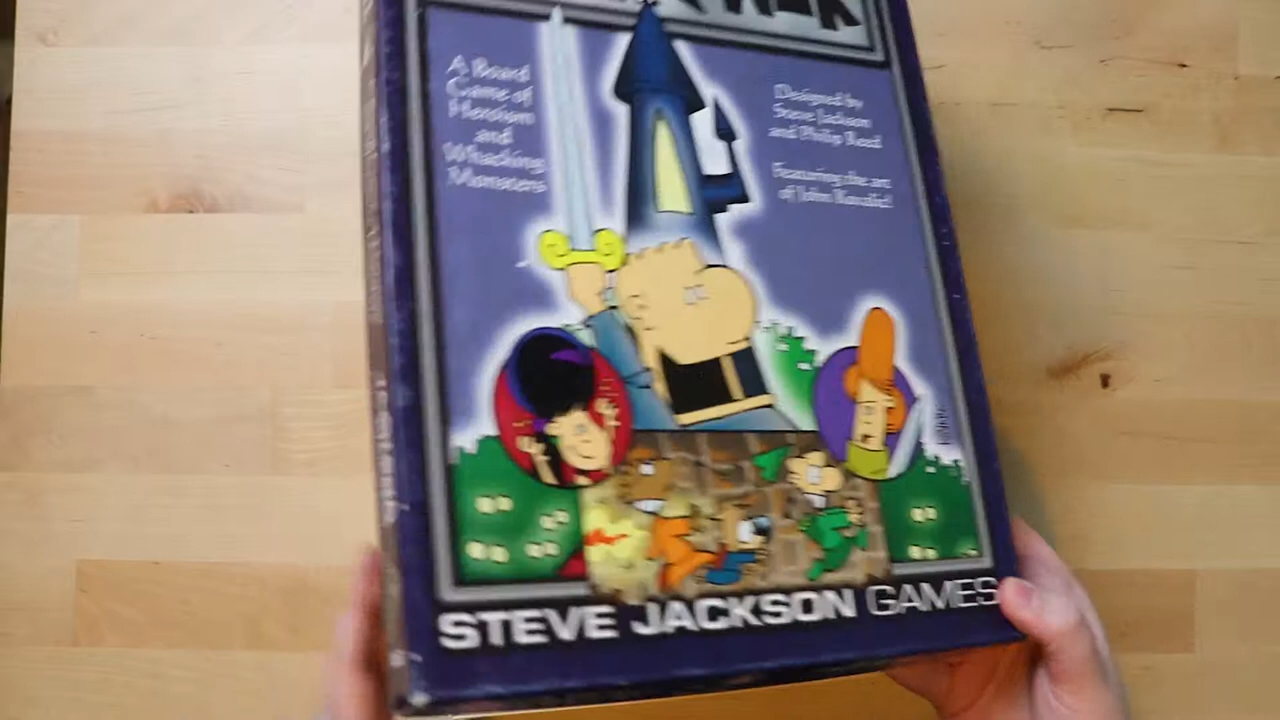 A Board
Game of
Heroism
and
Whacking
Monsters
Designed by
Steve Jackson
and Philip Reed
Featuring the art
of John Kovalic!
STEVE JACKSON GAMES